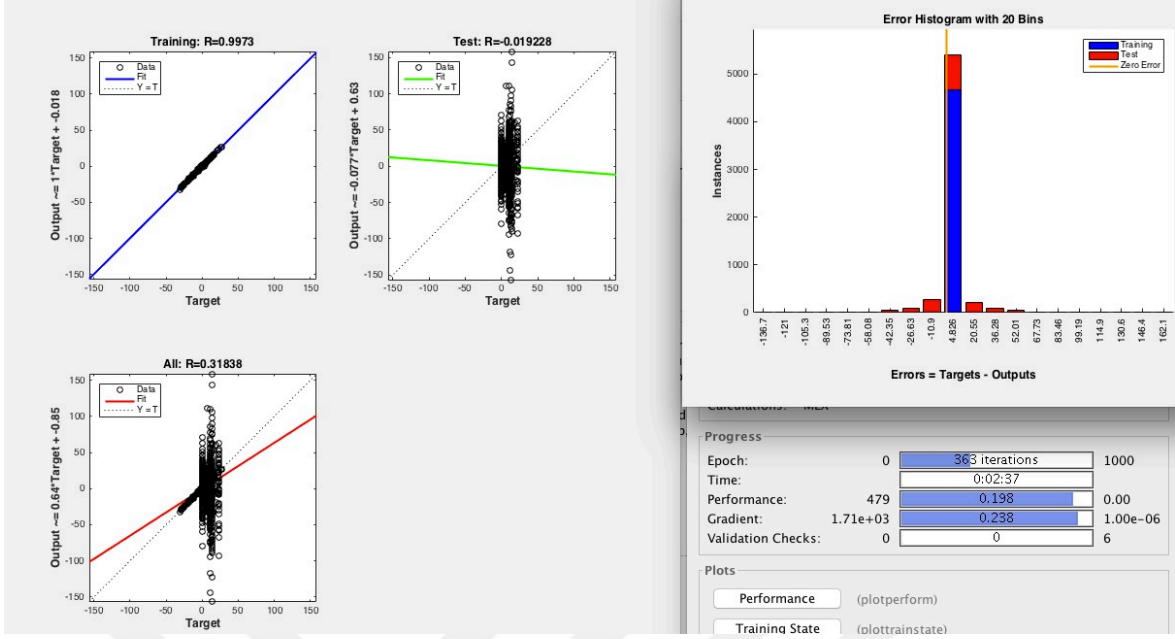 Training: R=0.9973
Data
Fit
Y = T
Output ~= 1*Target + -0.018
150
100
50
0
-50
-100
-150
-150 -100 -50 0 50 100 150
Target
Test: R=-0.019228
Data
Fit
Y = T
Output ~= -0.077*Target + 0.63
150
100
50
0
-50
-100
-150
-150 -100 -50 0 50 100 150
Target
All: R=0.31838
Data
Fit
Y = T
Output ~= 0.64*Target + -0.85
150
100
50
0
-50
-100
-150
-150 -100 -50 0 50 100 150
Target
Error Histogram with 20 Bins
Training
Test
Zero Error
Instances
5000
4000
3000
2000
1000
0
-136.7 -121 -105.3 -89.53 -73.81 -58.08 -42.35 -26.63 -10.9 4.826 20.55 36.28 52.01 67.73 83.46 99.19 114.9 130.6 146.4 162.1
Errors = Targets - Outputs
Calculations: MEX
Progress
Epoch: 0 363 iterations 1000
Time: 0:02:37
Performance: 479 0.198 0.00
Gradient: 1.71e+03 0.238 1.00e-06
Validation Checks: 0 0 6
Plots
Performance (plotperform)
Training State (plottrainstate)